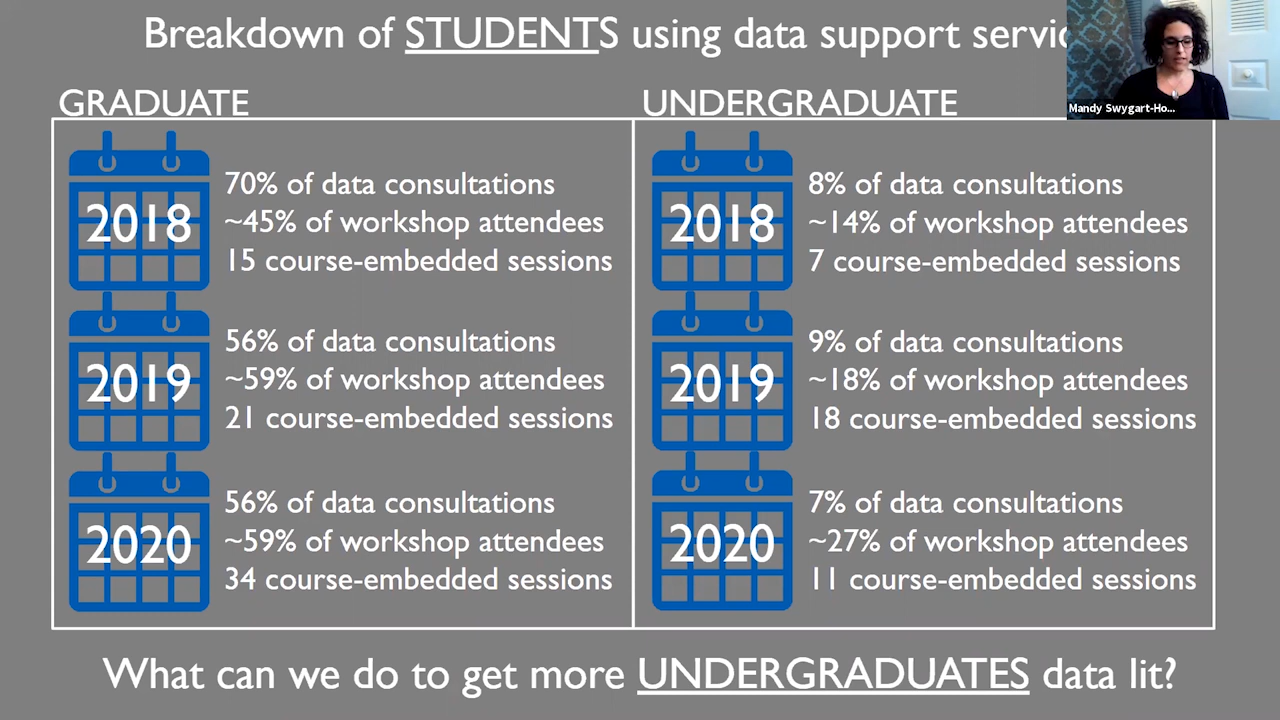 Breakdown of STUDENTS using data support servic
Mandy Swygart-Ho...
GRADUATE
UNDERGRADUATE
2018
70% of data consultations
~45% of workshop attendees
15 course-embedded sessions
2018
8% of data consultations
~14% of workshop attendees
7 course-embedded sessions
2019
56% of data consultations
~59% of workshop attendees
21 course-embedded sessions
2019
9% of data consultations
~18% of workshop attendees
18 course-embedded sessions
2020
56% of data consultations
~59% of workshop attendees
34 course-embedded sessions
2020
7% of data consultations
~27% of workshop attendees
11 course-embedded sessions
What can we do to get more UNDERGRADUATES data lit?